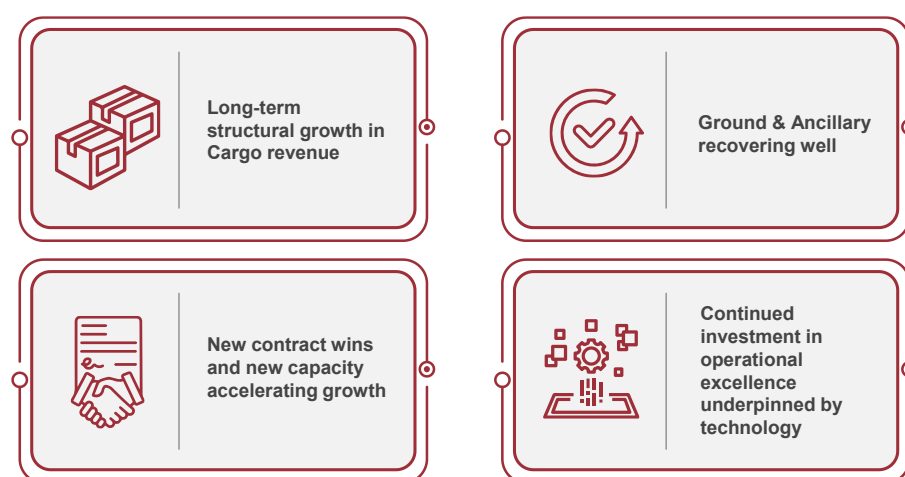 Long-term
structural growth in
Cargo revenue
Ground & Ancillary
recovering well
New contract wins
and new capacity
accelerating growth
Continued
investment in
operational
excellence
underpinned by
technology